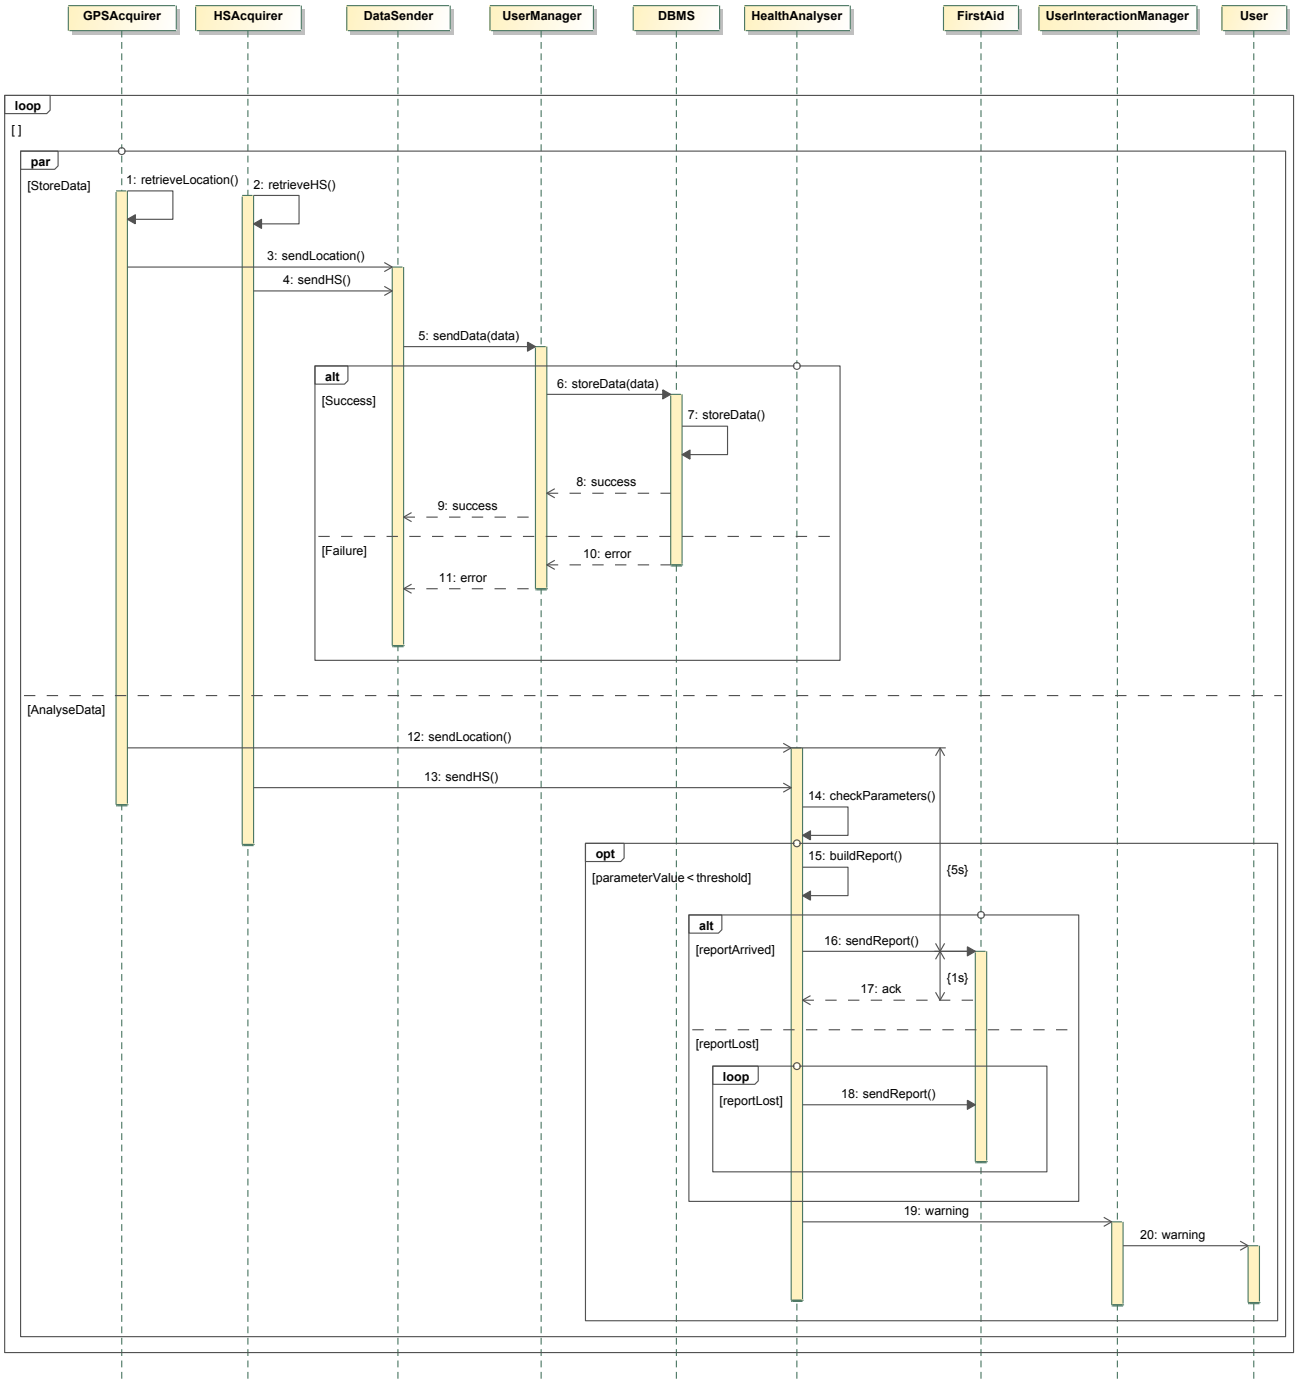 GPSAcquirer HSAcquirer DataSender UserManager DBMS HealthAnalyser FirstAid UserInteractionManager User
loop
[ ]
par
[StoreData]
1: retrieveLocation()
2: retrieveHS()
3: sendLocation()
4: sendHS()
5: sendData(data)
alt
[Success]
6: storeData(data)
7: storeData()
8: success
9: success
[Failure]
10: error
11: error
[AnalyseData]
12: sendLocation()
13: sendHS()
14: checkParameters()
opt
[parameterValue < threshold]
15: buildReport()
{5s}
alt
[reportArrived]
16: sendReport()
{1s}
17: ack
[reportLost]
loop
[reportLost]
18: sendReport()
19: warning
20: warning